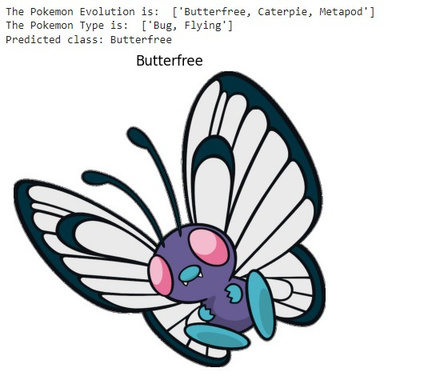 The Pokemon Evolution is:  ['Butterfree, Caterpie, Metapod']
The Pokemon Type is:  ['Bug, Flying']
Predicted class: Butterfree
Butterfree